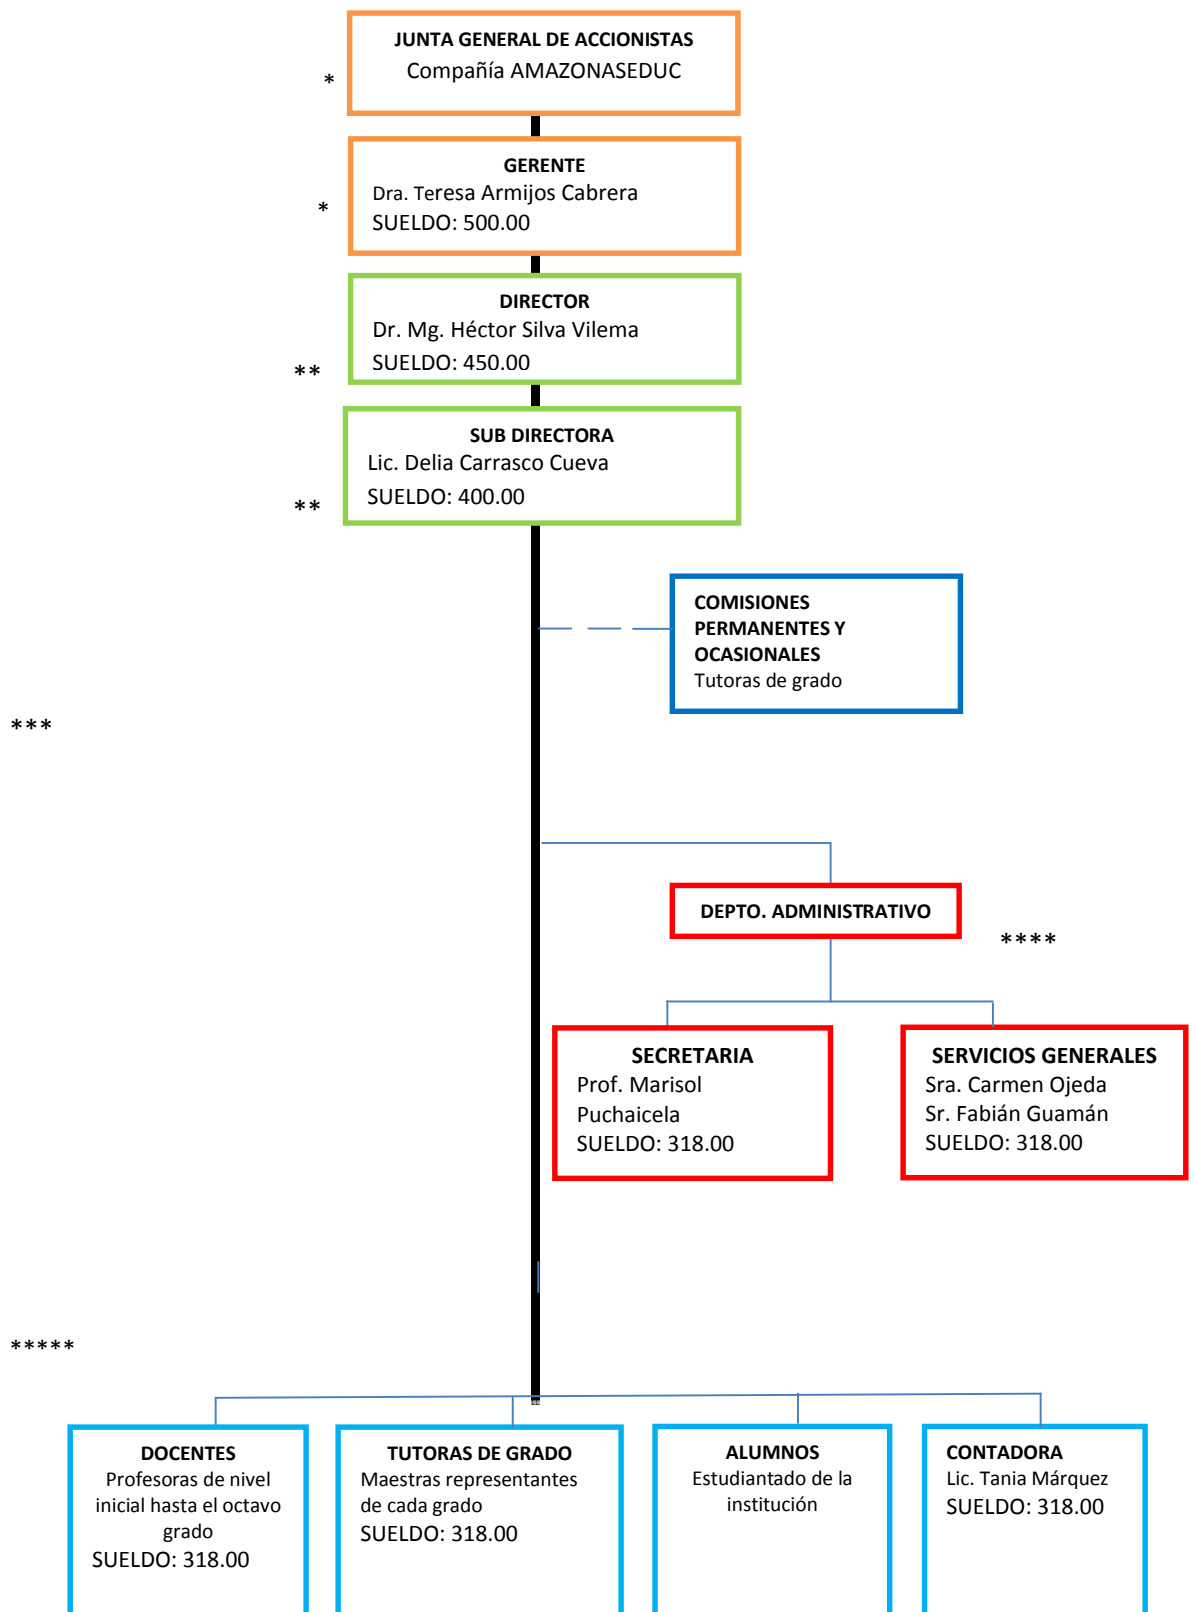 JUNTA GENERAL DE ACCIONISTAS
Compañía AMAZONASEDUC
*
GERENTE
Dra. Teresa Armijos Cabrera
SUELDO: 500.00
*
DIRECTOR
Dr. Mg. Héctor Silva Vilema
SUELDO: 450.00
**
SUB DIRECTORA
Lic. Delia Carrasco Cueva
SUELDO: 400.00
**
COMISIONES
PERMANENTES Y
OCASIONALES
Tutoras de grado
***
DEPTO. ADMINISTRATIVO
****
SECRETARIA
Prof. Marisol
Puchaicela
SUELDO: 318.00
SERVICIOS GENERALES
Sra. Carmen Ojeda
Sr. Fabián Guamán
SUELDO: 318.00
*****
DOCENTES
Profesoras de nivel
inicial hasta el octavo
grado
SUELDO: 318.00
TUTORAS DE GRADO
Maestras representantes
de cada grado
SUELDO: 318.00
ALUMNOS
Estudiantado de la
institución
CONTADORA
Lic. Tania Márquez
SUELDO: 318.00